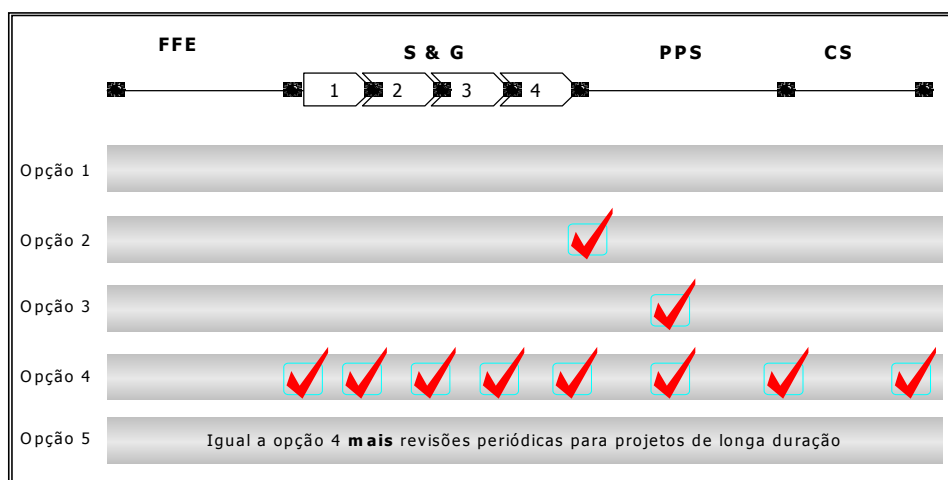 FFE
S & G
PPS
CS
1
2
3
4
Opção 1
Opção 2
Opção 3
Opção 4
Opção 5
Igual a opção 4 mais revisões periódicas para projetos de longa duração